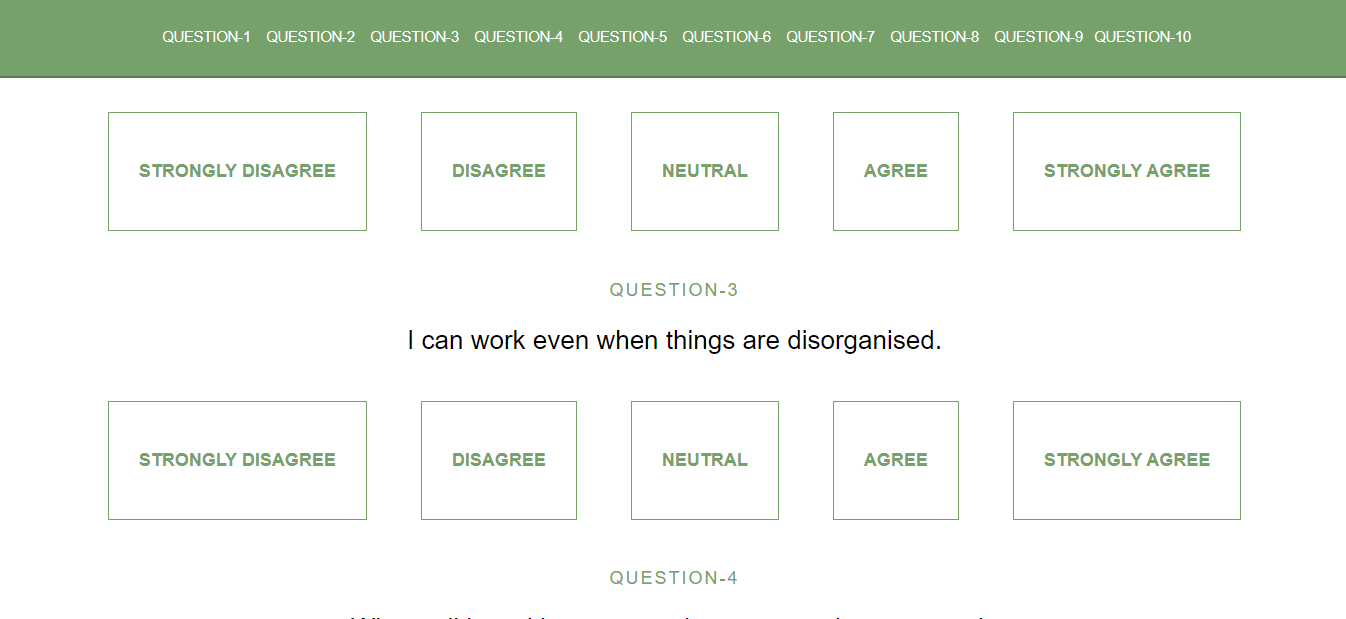 QUESTION-1 QUESTION-2 QUESTION-3 QUESTION-4 QUESTION-5 QUESTION-6 QUESTION-7 QUESTION-8 QUESTION-9 QUESTION-10
STRONGLY DISAGREE DISAGREE NEUTRAL AGREE STRONGLY AGREE
QUESTION-3
I can work even when things are disorganised.
STRONGLY DISAGREE DISAGREE NEUTRAL AGREE STRONGLY AGREE
QUESTION-4